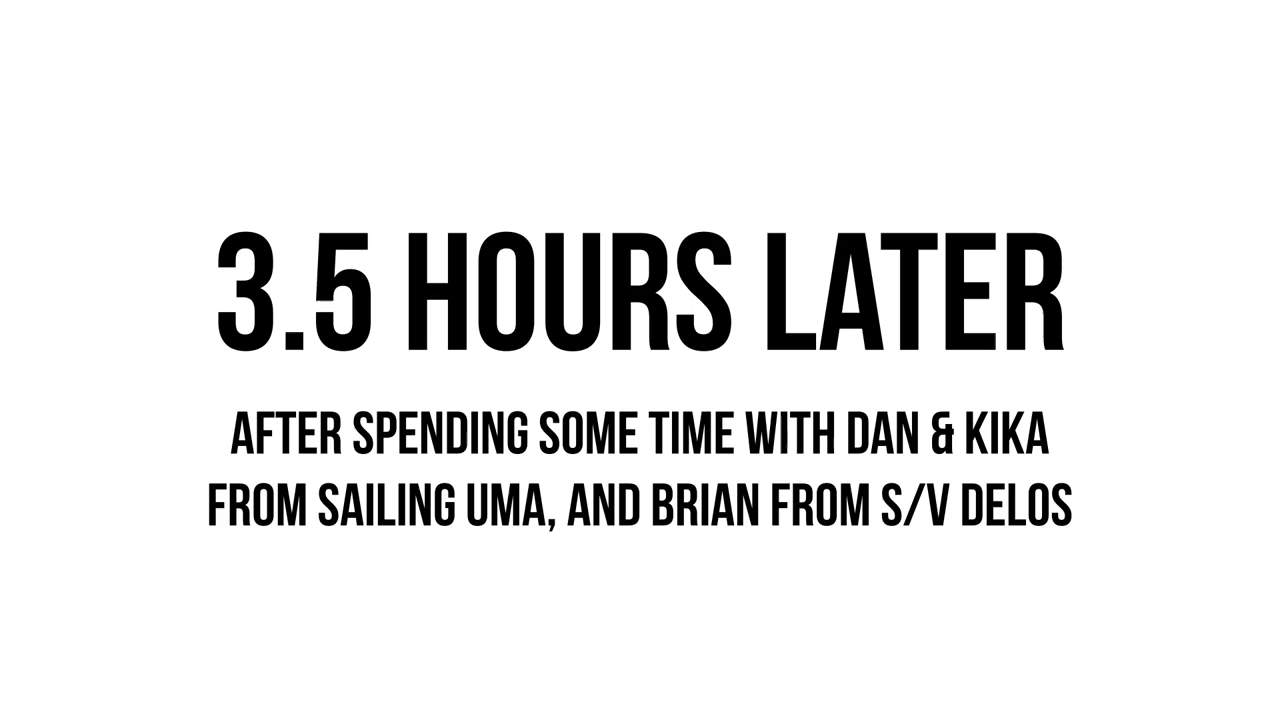 3.5 HOURS LATER
AFTER SPENDING SOME TIME WITH DAN & KIKA
FROM SAILING UMA, AND BRIAN FROM S/V DELOS